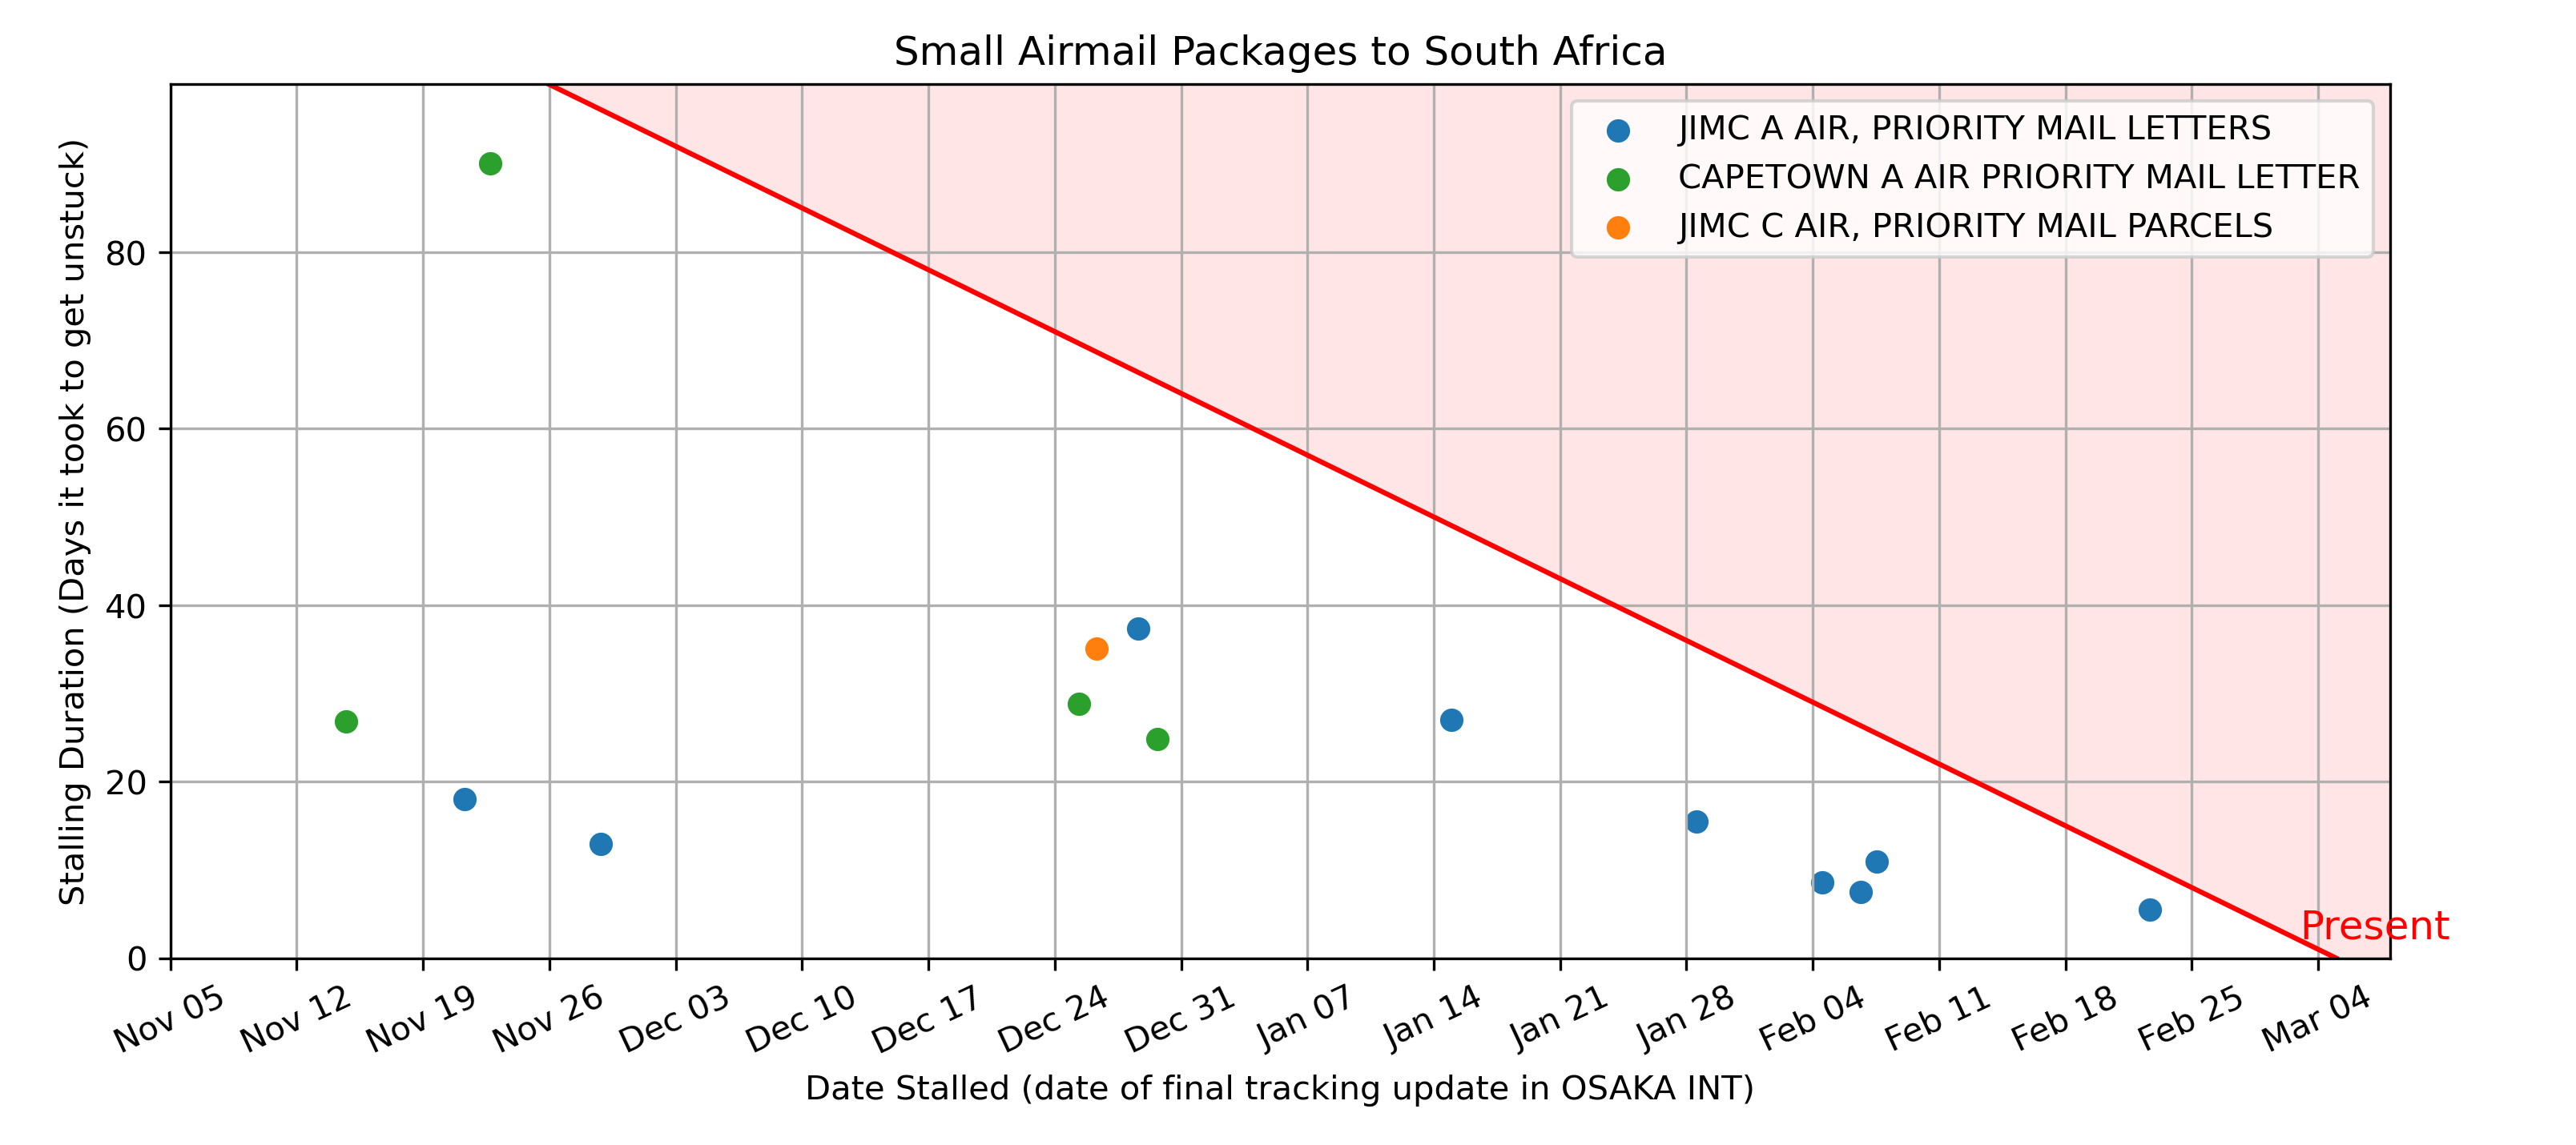 Small Airmail Packages to South Africa
JIMC A AIR, PRIORITY MAIL LETTERS
CAPETOWN A AIR PRIORITY MAIL LETTER
JIMC C AIR, PRIORITY MAIL PARCELS
Stalling Duration (Days it took to get unstuck)
80
60
40
20
0
Present
Nov 05
Nov 12
Nov 19
Nov 26
Dec 03
Dec 10
Dec 17
Dec 24
Dec 31
Jan 07
Jan 14
Jan 21
Jan 28
Feb 04
Feb 11
Feb 18
Feb 25
Mar 04
Date Stalled (date of final tracking update in OSAKA INT)